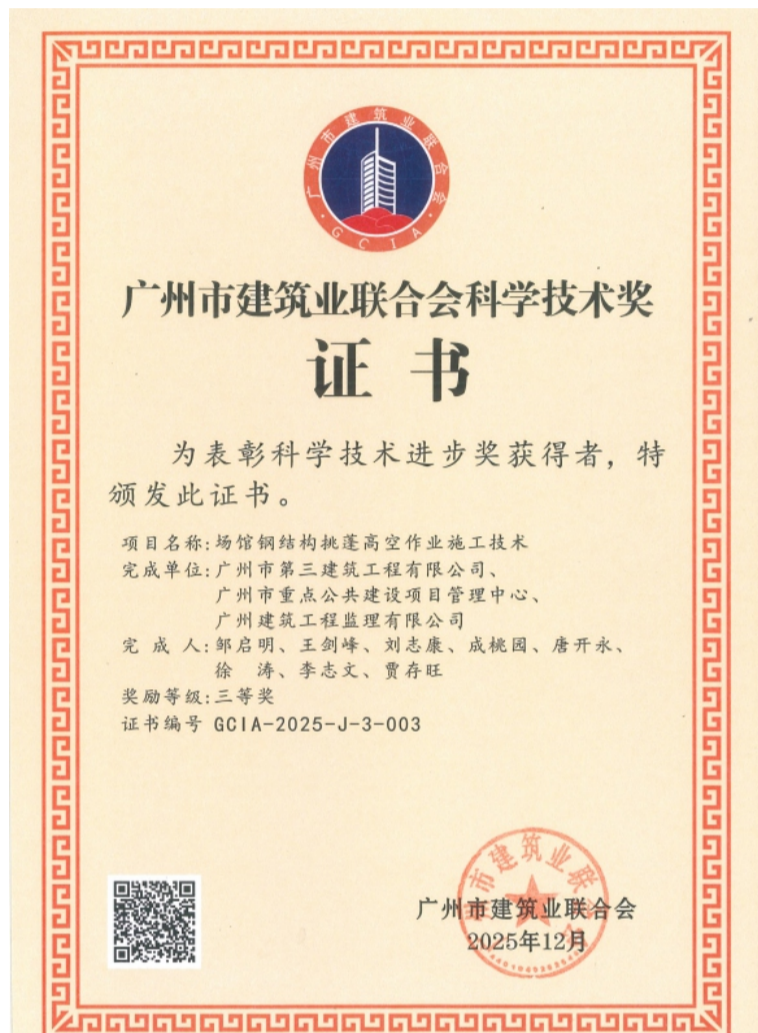 广州市建筑业联合会
·GCIA·
广州市建筑业联合会科学技术奖
证书
为表彰科学技术进步奖获得者，特
颁发此证书。
项目名称:场馆钢结构挑蓬高空作业施工技术
完成单位:广州市第三建筑工程有限公司、
广州市重点公共建设项目管理中心、
广州建筑工程监理有限公司
完 成 人:邹启明、王剑峰、刘志康、成桃园、唐开永、
徐 涛、李志文、贾存旺
奖励等级:三等奖
证书编号 GCIA-2025-J-3-003
广州市建筑业联合会
2025年12月